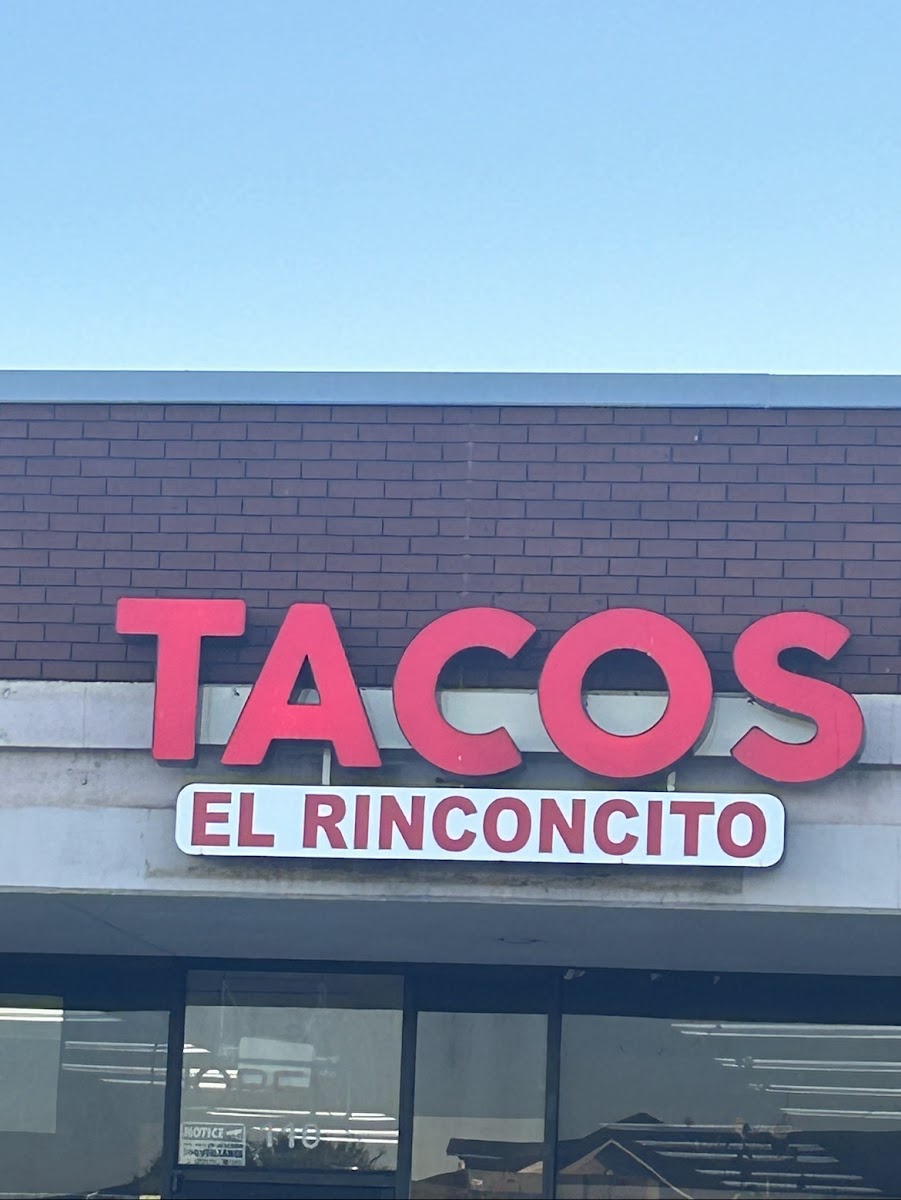 TACOS
EL RINCONCITO
NOTICE
110